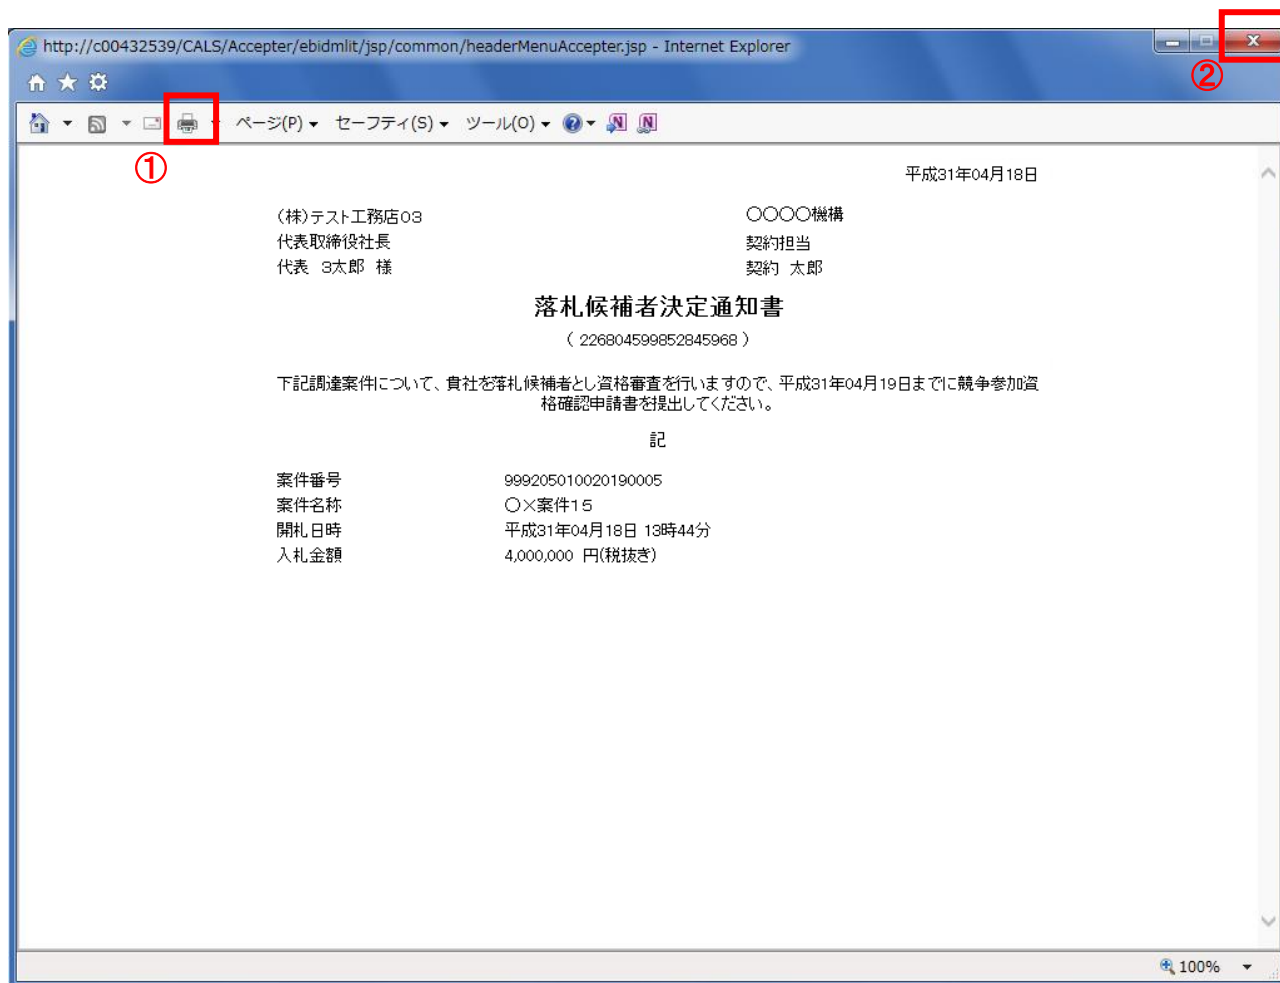 http://c00432539/CALS/Accepter/ebidmlit/jsp/common/headerMenuAccepter.jsp - Internet Explorer
②
ページ(P) セーフティ(S) ツール(O)
①
平成31年04月18日
(株)テスト工務店03
代表取締役社長
代表 3太郎 様
〇〇〇〇機構
契約担当
契約 太郎
落札候補者決定通知書
( 226804599852845968 )
下記調達案件について、貴社を落札候補者とし資格審査を行いますので、平成31年04月19日までに競争参加資
格確認申請書を提出してください。
記
案件番号 999205010020190005
案件名称 〇×案件15
開札日時 平成31年04月18日 13時44分
入札金額 4,000,000 円(税抜き)
100%